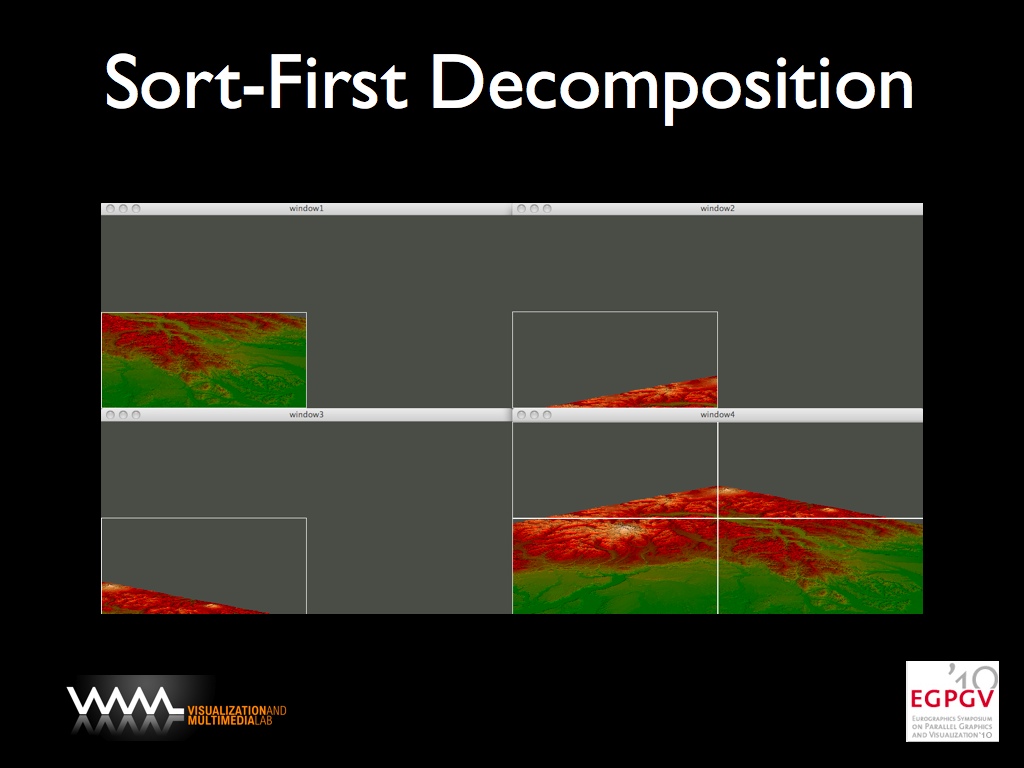 Sort-First Decomposition
window1
window2
window3
window4
VISUALIZATIONAND
MULTIMEDIALAB
'10
EGPGV
EUROGRAPHICS SYMPOSIUM
ON PARALLEL GRAPHICS
AND VISUALIZATION'10